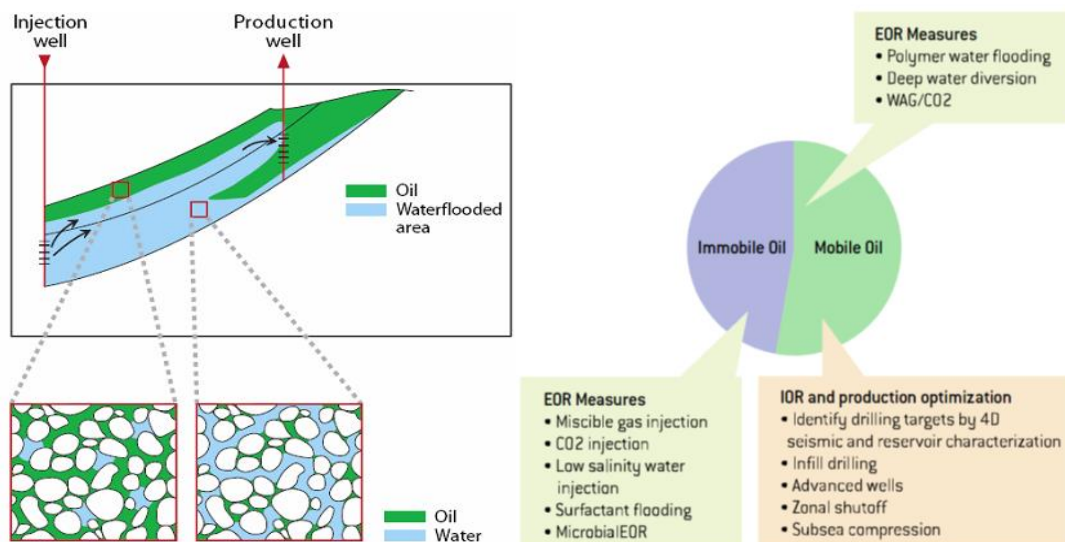 Injection
well
Production
well
Oil
Waterflooded
area
Oil
Water
EOR Measures
• Polymer water flooding
• Deep water diversion
• WAG/CO2
Immobile Oil
Mobile Oil
EOR Measures
• Miscible gas injection
• CO2 injection
• Low salinity water
injection
• Surfactant flooding
• MicrobialEOR
IOR and production optimization
• Identify drilling targets by 4D
seismic and reservoir characterization
• Infill drilling
• Advanced wells
• Zonal shutoff
• Subsea compression